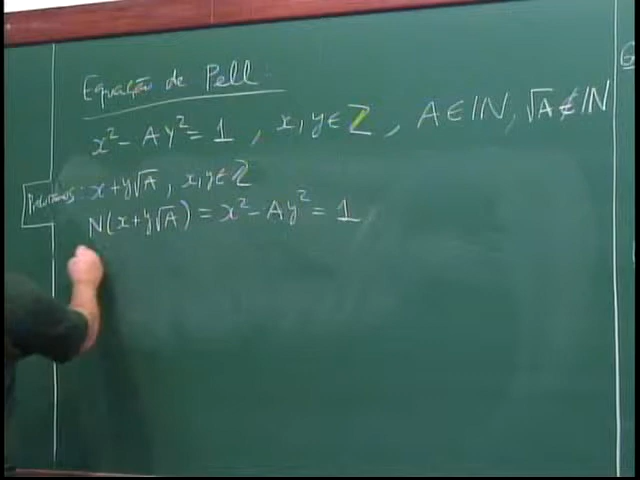 Equação de Pell:
x² - Ay² = 1, x, y ∈ ℤ, A ∈ ℕ, √A ∉ ℕ
x + y√A, x, y ∈ ℤ
N(x + y√A) = x² - Ay² = 1